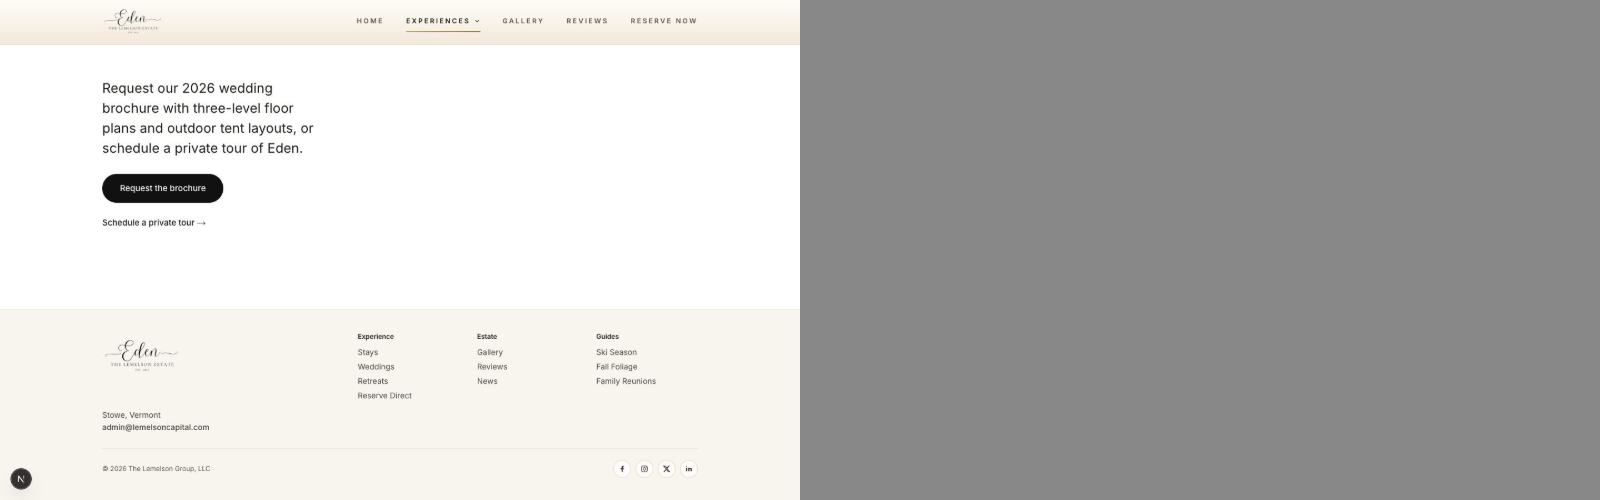 Eden
THE LEMELSON ESTATE
HOME
EXPERIENCES
GALLERY
REVIEWS
RESERVE NOW
Request our 2026 wedding
brochure with three-level floor
plans and outdoor tent layouts, or
schedule a private tour of Eden.
Request the brochure
Schedule a private tour →
Eden
THE LEMELSON ESTATE
Stowe, Vermont
admin@lemelsoncapital.com
Experience
Stays
Weddings
Retreats
Reserve Direct
Estate
Gallery
Reviews
News
Guides
Ski Season
Fall Foliage
Family Reunions
© 2026 The Lemelson Group, LLC
N